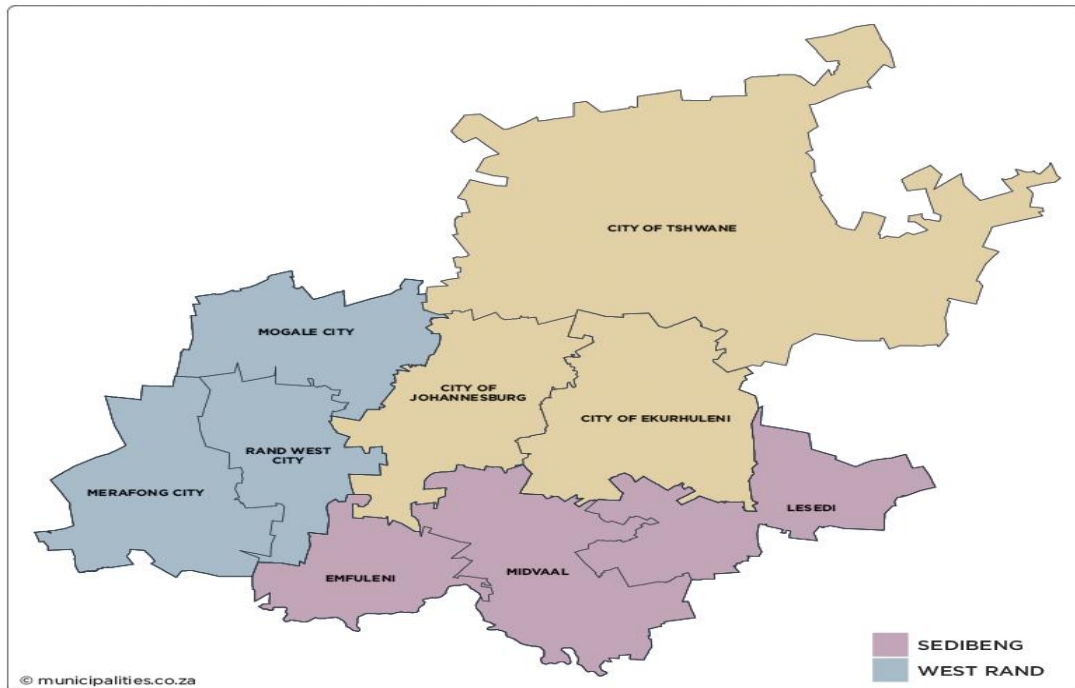 CITY OF TSHWANE
MOGALE CITY
CITY OF
JOHANNESBURG
CITY OF EKURHULENI
RAND WEST
CITY
MERAFONG CITY
LESEDI
EMFULENI
MIDVAAL
SEDIBENG
WEST RAND
© municipalities.co.za